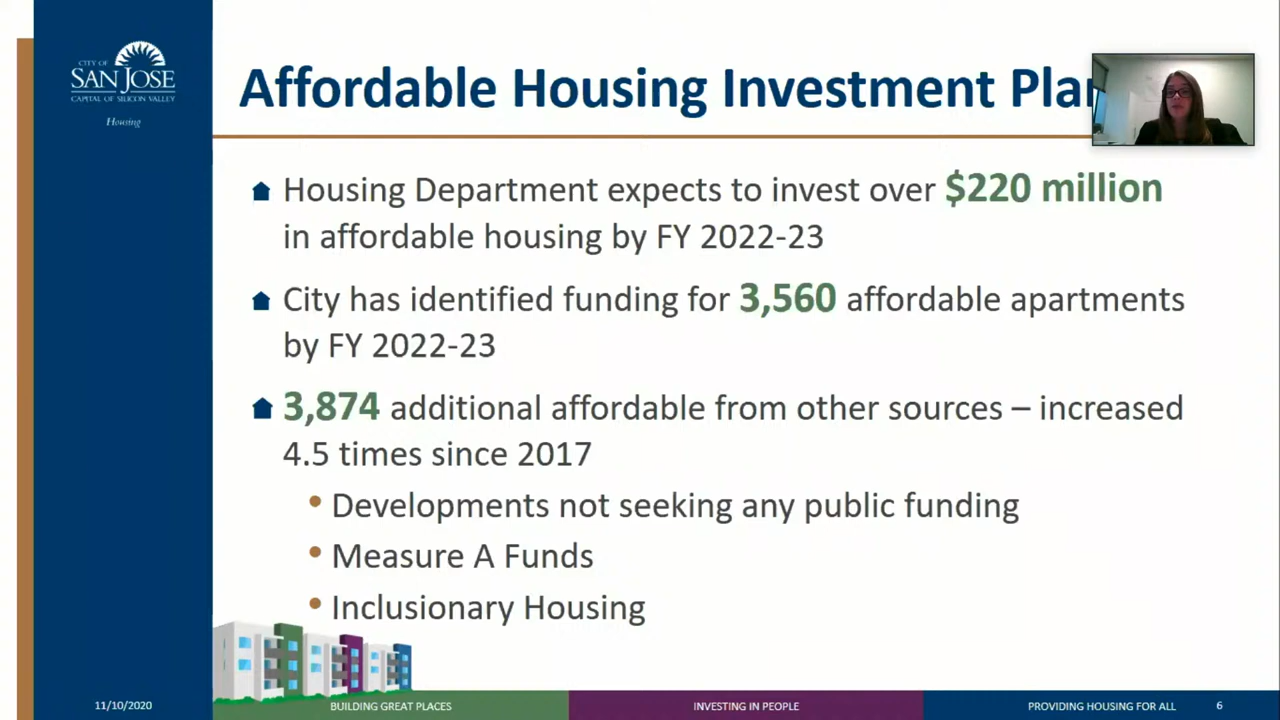 CITY OF
SAN JOSE
CAPITAL OF SILICON VALLEY
Housing
Affordable Housing Investment
Housing Department expects to invest over $220 million
in affordable housing by FY 2022-23
City has identified funding for 3,560 affordable apartments
by FY 2022-23
3,874 additional affordable from other sources – increased
4.5 times since 2017
Developments not seeking any public funding
Measure A Funds
Inclusionary Housing
11/10/2020
BUILDING GREAT PLACES
INVESTING IN PEOPLE
PROVIDING HOUSING FOR ALL
6